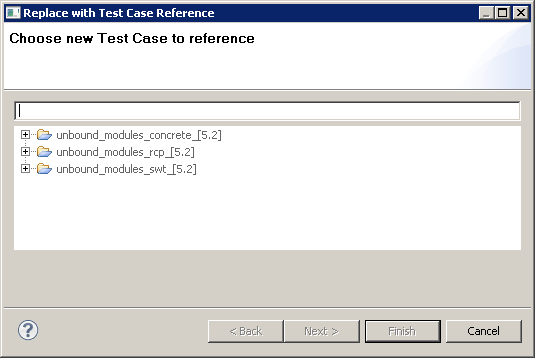 Replace with Test Case Reference
Choose new Test Case to reference
unbound_modules_concrete_[5.2]
unbound_modules_rcp_[5.2]
unbound_modules_swt_[5.2]
?
< Back
Next >
Finish
Cancel